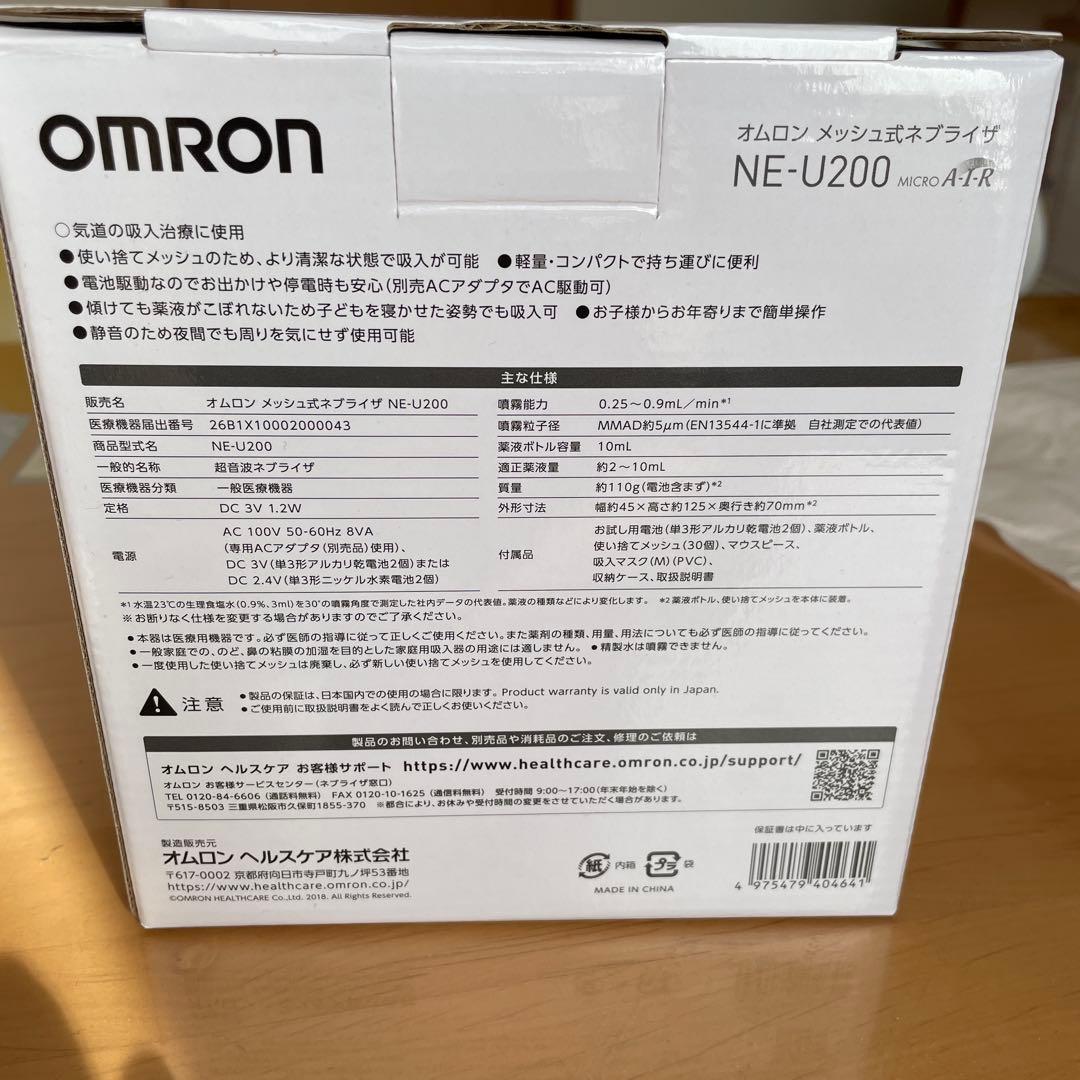 OMRON
オムロン メッシュ式ネブライザ
NE-U200 MICRO A-I-R
○気道の吸入治療に使用
●使い捨てメッシュのため、より清潔な状態で吸入が可能 ●軽量・コンパクトで持ち運びに便利
●電池駆動なのでお出かけや停電時も安心（別売ACアダプタでAC駆動可）
●傾けても薬液がこぼれないため子どもを寝かせた姿勢でも吸入可 ●お子様からお年寄りまで簡単操作
●静音のため夜間でも周りを気にせず使用可能
主な仕様
販売名 オムロン メッシュ式ネブライザ NE-U200
医療機器届出番号 26B1X10002000043
商品型式名 NE-U200
一般的名称 超音波ネブライザ
医療機器分類 一般医療機器
定格 DC 3V 1.2W
電源 AC 100V 50-60Hz 8VA
（専用ACアダプタ（別売品）使用）、
DC 3V（単3形アルカリ乾電池2個）または
DC 2.4V（単3形ニッケル水素電池2個）
噴霧能力 0.25～0.9mL／min*1
噴霧粒子径 MMAD約5μm（EN13544-1に準拠 自社測定での代表値）
薬液ボトル容量 10mL
適正薬液量 約2～10mL
質量 約110g（電池含まず）*2
外形寸法 幅約45×高さ約125×奥行き約70mm*2
付属品 お試し用電池（単3形アルカリ乾電池2個）、薬液ボトル、
使い捨てメッシュ（30個）、マウスピース、
吸入マスク（M）（PVC）、
収納ケース、取扱説明書
*1 水温23℃の生理食塩水（0.9%、3ml）を30°の噴霧角度で測定した社内データの代表値。薬液の種類などにより変化します。 *2 薬液ボトル、使い捨てメッシュを本体に装着。
※お断りなく仕様を変更する場合がありますのでご了承ください。
●本器は医療用機器です。必ず医師の指導に従って正しくご使用ください。また薬剤の種類、用量、用法についても必ず医師の指導に従ってください。
●一般家庭での、のど、鼻の粘膜の加湿を目的とした家庭用吸入器の用途には適しません。 ●精製水は噴霧できません。
●一度使用した使い捨てメッシュは廃棄し、必ず新しい使い捨てメッシュを使用してください。
注意
●製品の保証は、日本国内での使用の場合に限ります。Product warranty is valid only in Japan.
●ご使用前に取扱説明書をよく読んで正しくお使いください。
製品のお問い合わせ、別売品や消耗品のご注文、修理のご依頼は
オムロン ヘルスケア お客様サポート https://www.healthcare.omron.co.jp/support/
オムロン お客様サービスセンター（ネブライザ窓口）
TEL 0120-84-6606（通話料無料） FAX 0120-10-1625（通信料無料） 受付時間 9:00～17:00（年末年始を除く）
〒515-8503 三重県松阪市久保町1855-370 ※都合により、お休みや受付時間の変更をさせていただく場合があります。
保証書は中に入っています
製造販売元
オムロン ヘルスケア株式会社
〒617-0002 京都府向日市寺戸町九ノ坪53番地
https://www.healthcare.omron.co.jp/
©OMRON HEALTHCARE Co.,Ltd. 2018. All Rights Reserved.
紙 内箱 プラ 袋
MADE IN CHINA
4 975479 404641